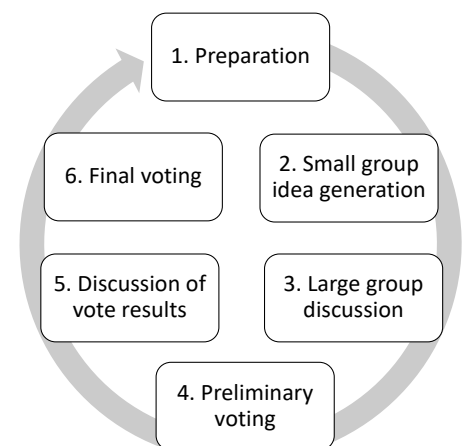 1. Preparation
2. Small group
idea generation
3. Large group
discussion
4. Preliminary
voting
5. Discussion of
vote results
6. Final voting